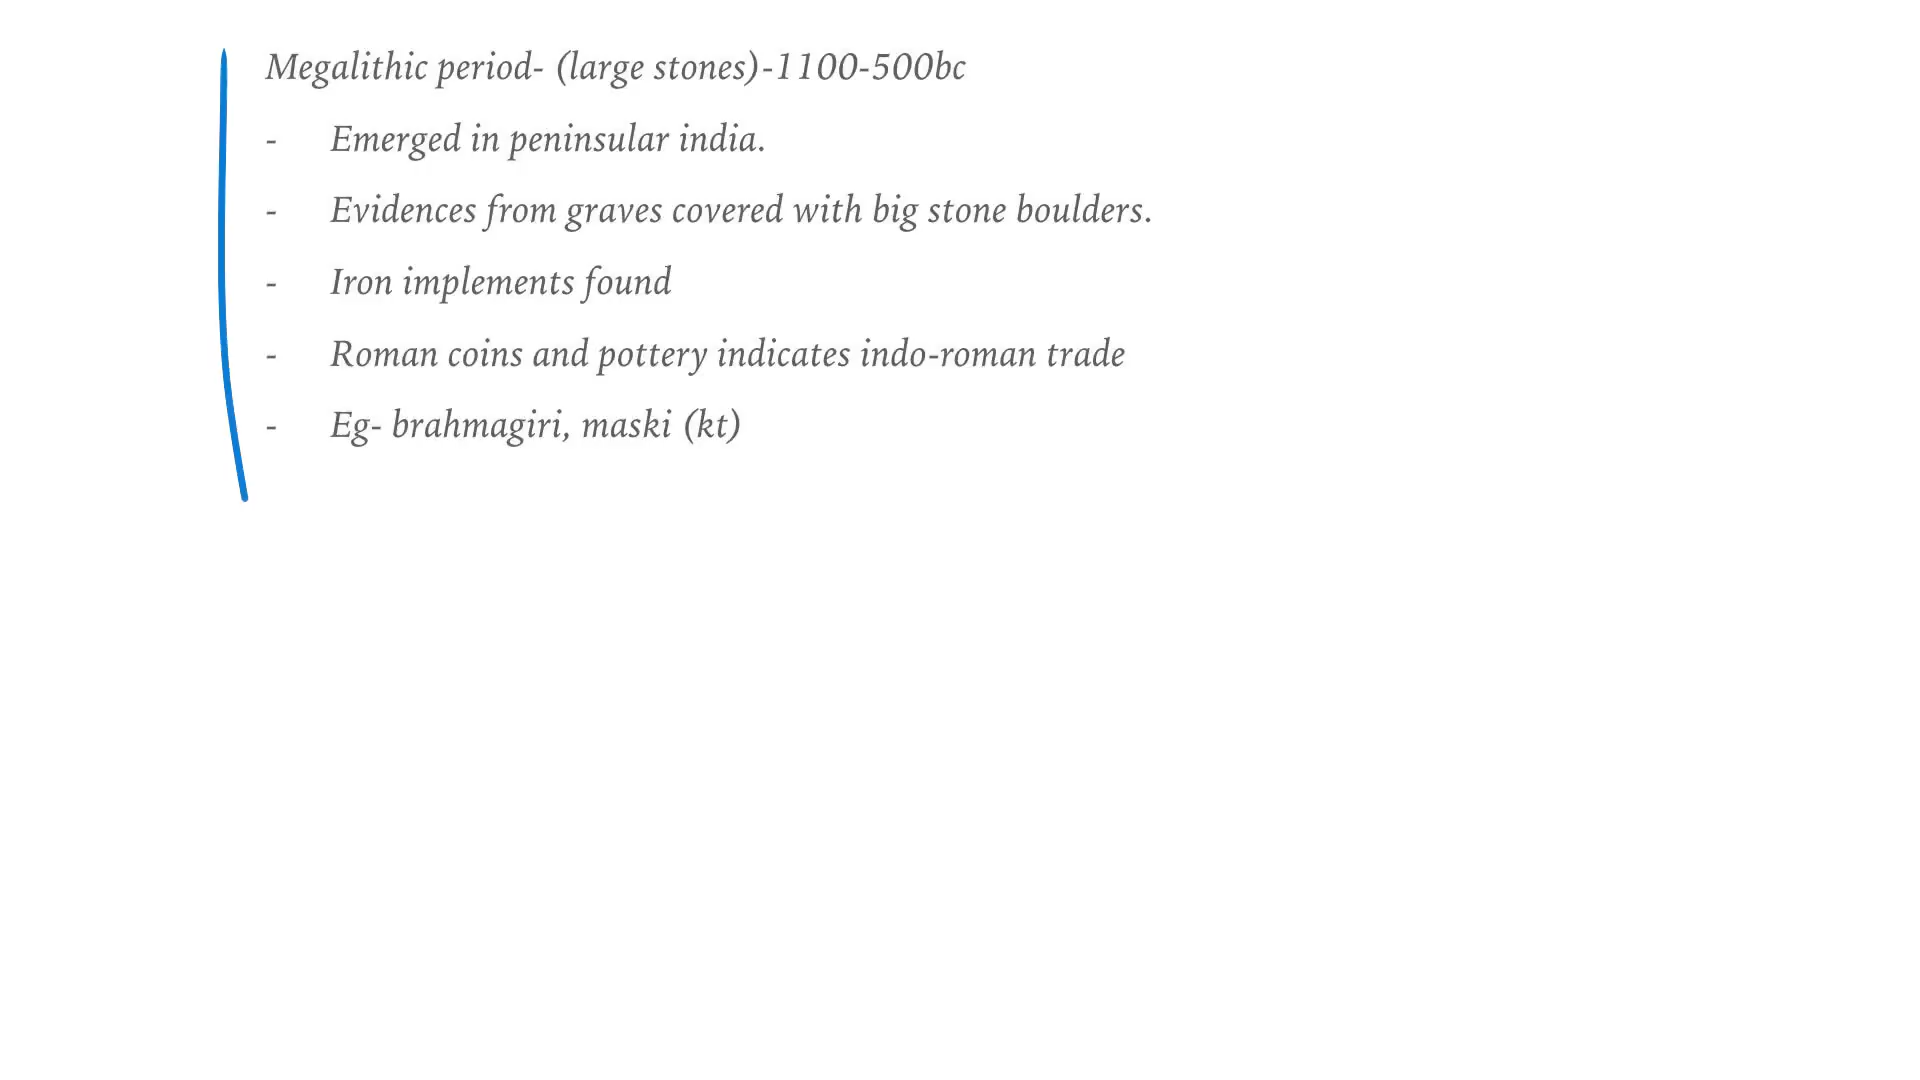 Megalithic period- (large stones)-1100-500bc
- Emerged in peninsular india.
- Evidences from graves covered with big stone boulders.
- Iron implements found
- Roman coins and pottery indicates indo-roman trade
- Eg- brahmagiri, maski (kt)